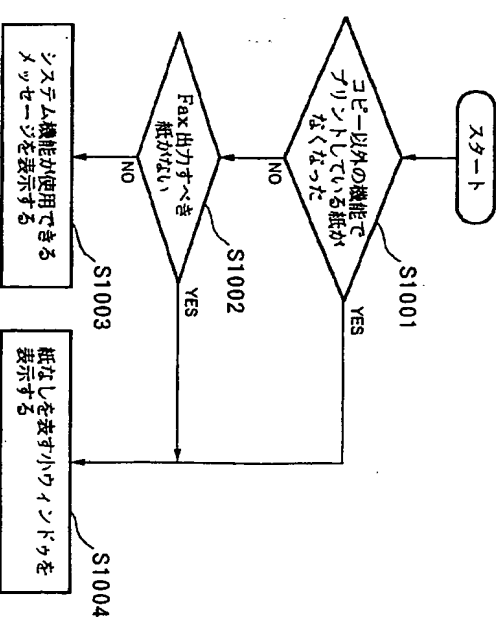 スタート
コピー以外の機能で
プリントしている紙が
なくなった
S1001
YES
NO
Fax出力すべき
紙がない
S1002
YES
NO
システム機能が使用できる
メッセージを表示する
S1003
紙なしを表す小ウィンドゥを
表示する
S1004